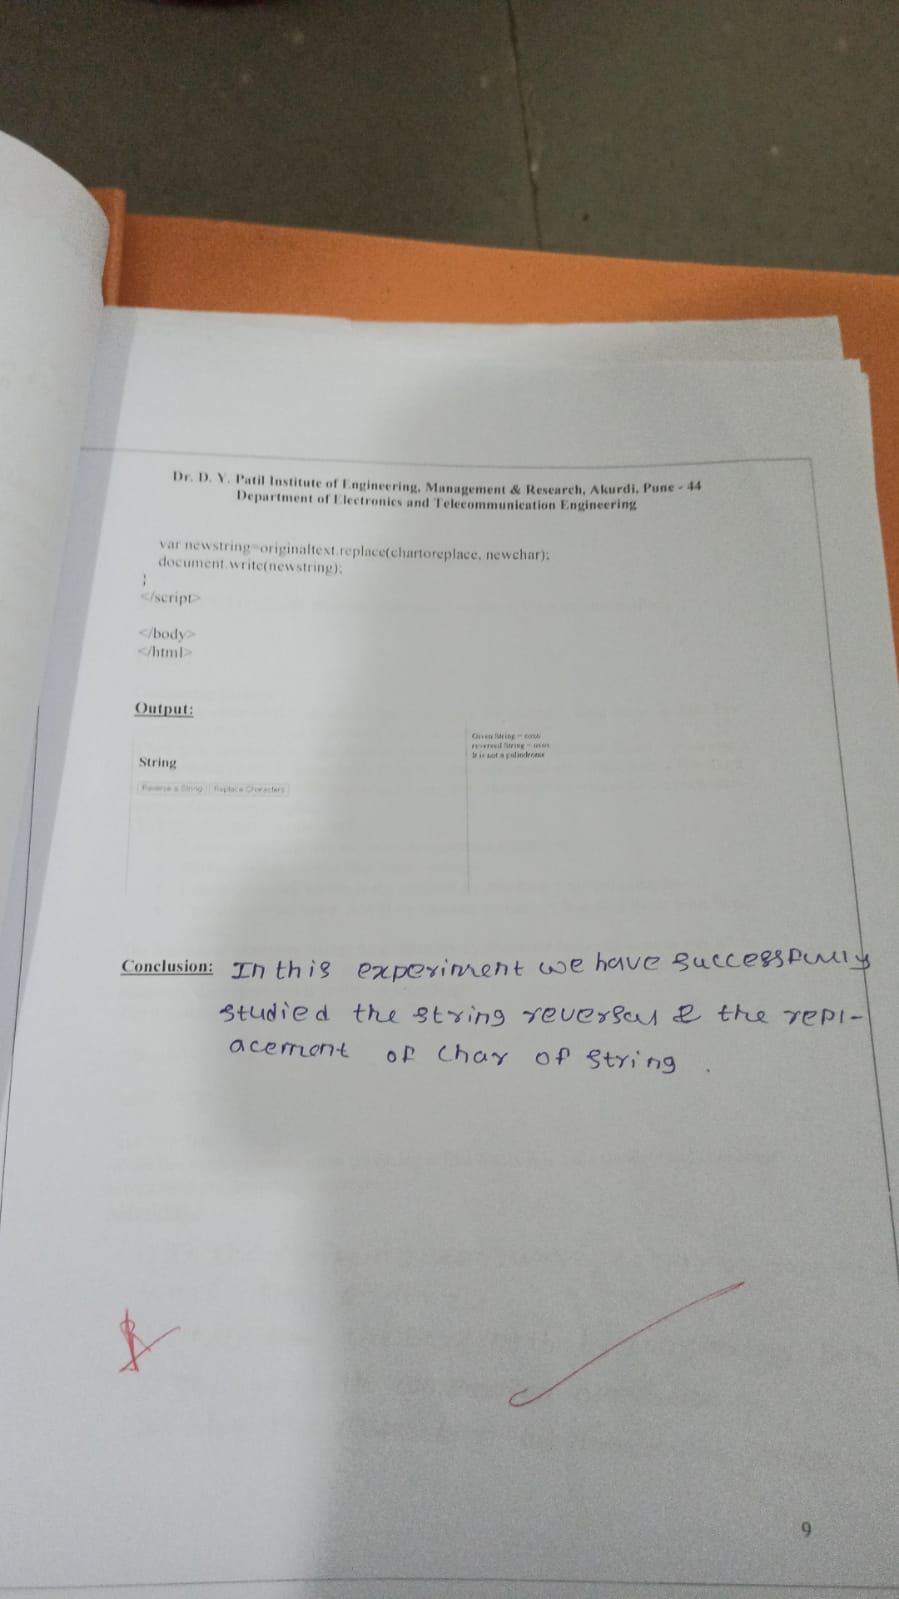 Dr. D. Y. Patil Institute of Engineering, Management & Research, Akurdi, Pune - 44
Department of Electronics and Telecommunication Engineering
var newstring=originaltext.replace(chartoreplace, newchar);
document.write(newstring);
}
</script>
</body>
</html>
Output:
String
Reverse a String Replace Characters
Given String =
reversed String =
It is not a palindrome
Conclusion: In this experiment we have successfully
studied the string reversal & the repl-
acement of char of string .
9